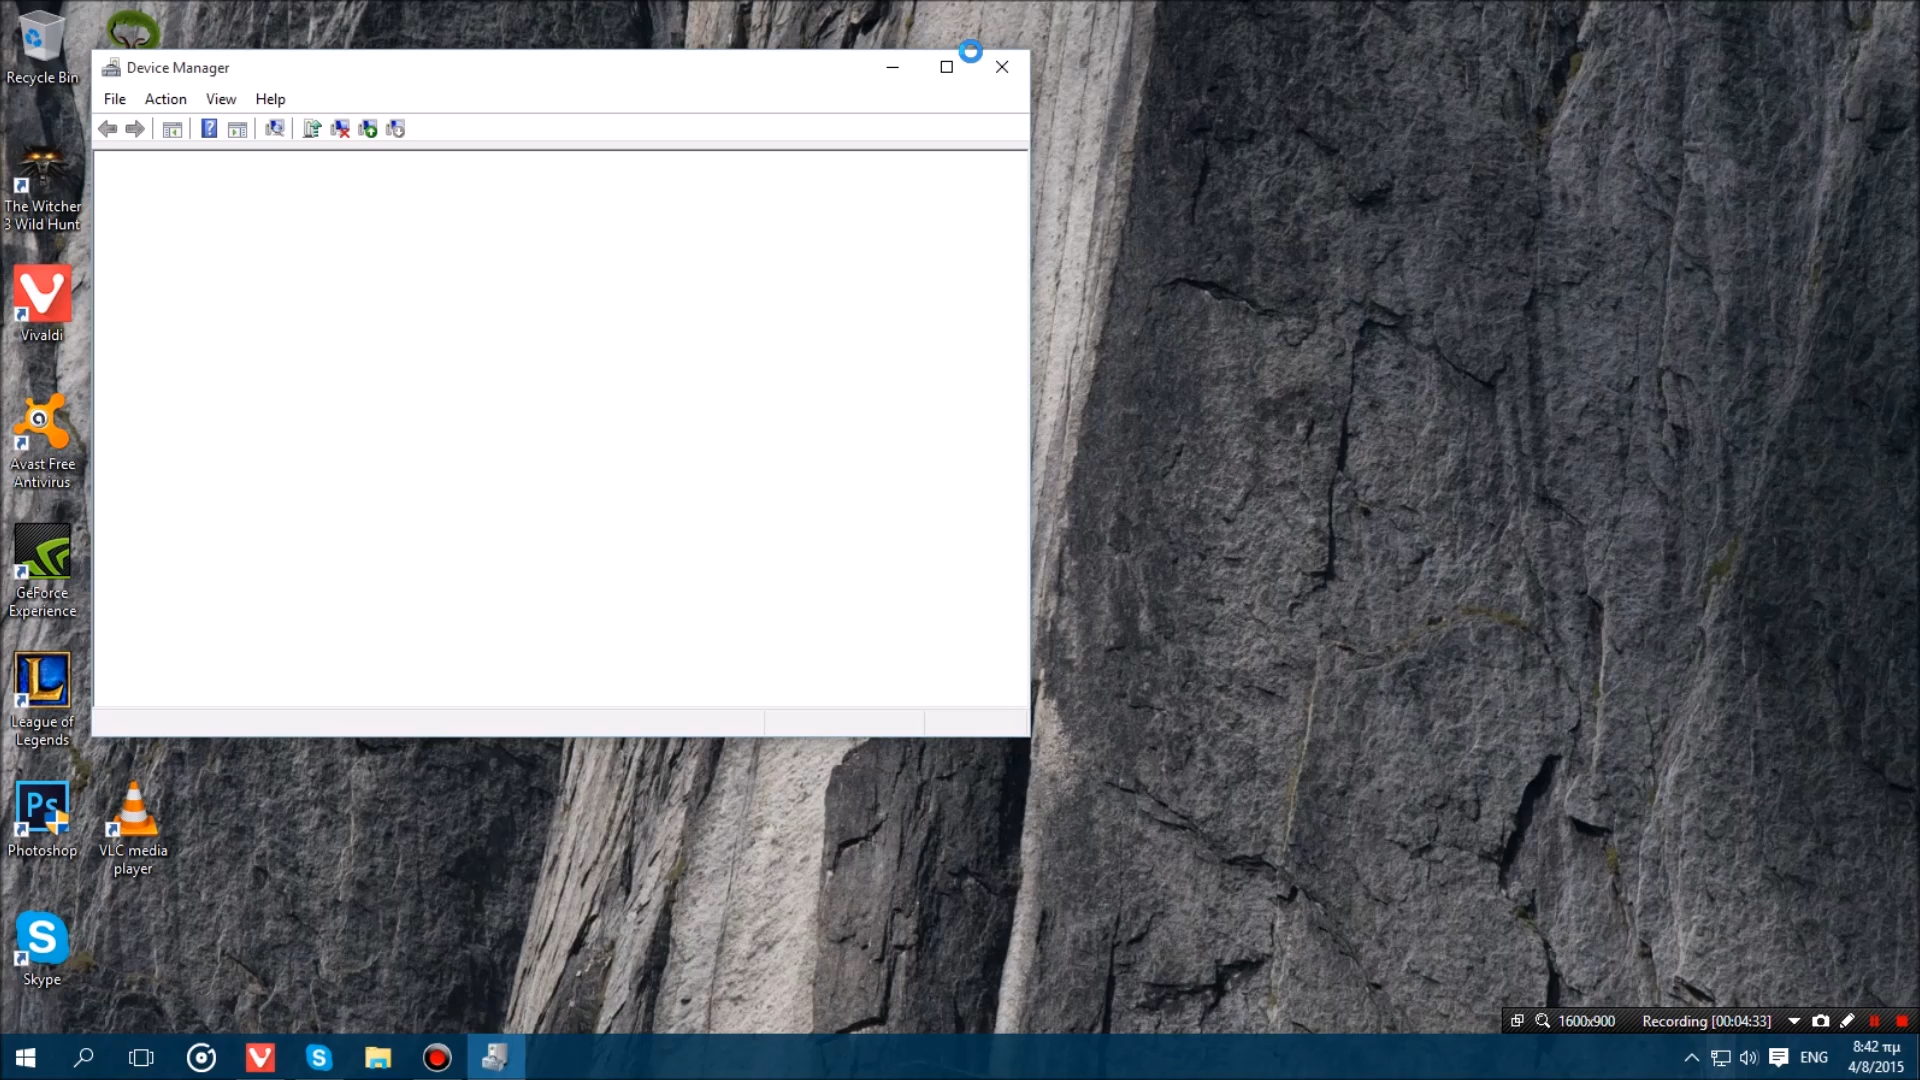 Recycle Bin
Device Manager
File Action View Help
The Witcher
3 Wild Hunt
Vivaldi
Avast Free
Antivirus
GeForce
Experience
League of
Legends
Ps
Photoshop
VLC media
player
Skype
1600x900 Recording [00:04:33]
ENG
8:42 πμ
4/8/2015